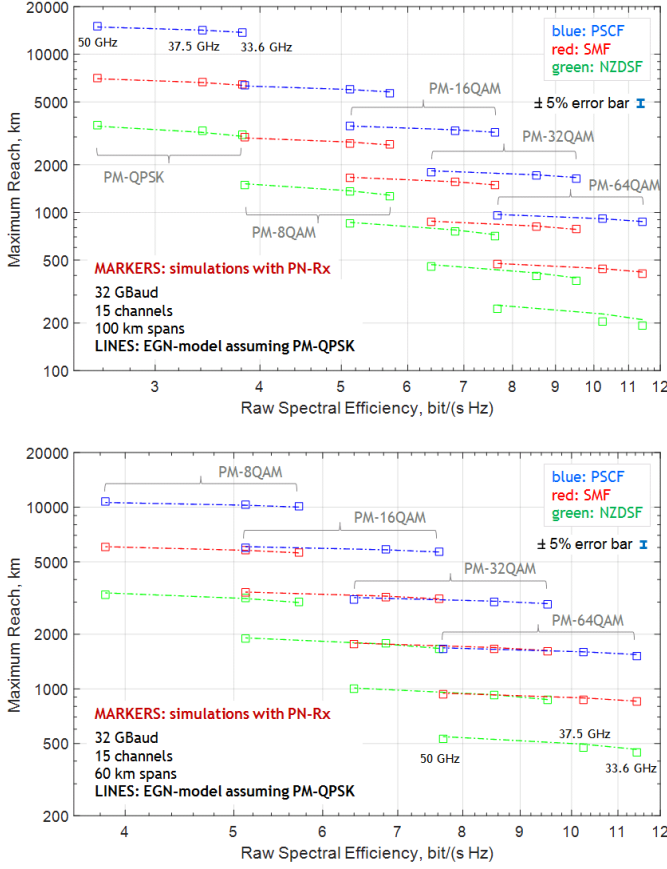 20000
10000
5000
2000
1000
500
200
100
Maximum Reach, km
50 GHz
37.5 GHz
33.6 GHz
blue: PSCF
red: SMF
green: NZDSF
± 5% error bar
PM-16QAM
PM-32QAM
PM-64QAM
PM-QPSK
PM-8QAM
MARKERS: simulations with PN-Rx
32 GBaud
15 channels
100 km spans
LINES: EGN-model assuming PM-QPSK
3 4 5 6 7 8 9 10 11 12
Raw Spectral Efficiency, bit/(s Hz)
20000
10000
5000
2000
1000
500
200
Maximum Reach, km
PM-8QAM
PM-16QAM
PM-32QAM
PM-64QAM
blue: PSCF
red: SMF
green: NZDSF
± 5% error bar
MARKERS: simulations with PN-Rx
32 GBaud
15 channels
60 km spans
LINES: EGN-model assuming PM-QPSK
50 GHz
37.5 GHz
33.6 GHz
4 5 6 7 8 9 10 11 12
Raw Spectral Efficiency, bit/(s Hz)